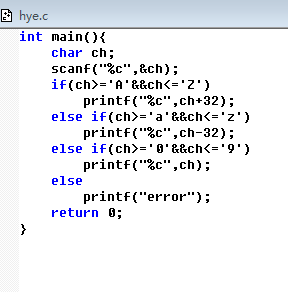 hye.c
int main(){
    char ch;
    scanf("%c",&ch);
    if(ch>='A'&&ch<='Z')
        printf("%c",ch+32);
    else if(ch>='a'&&ch<='z')
        printf("%c",ch-32);
    else if(ch>='0'&&ch<='9')
        printf("%c",ch);
    else
        printf("error");
    return 0;
}